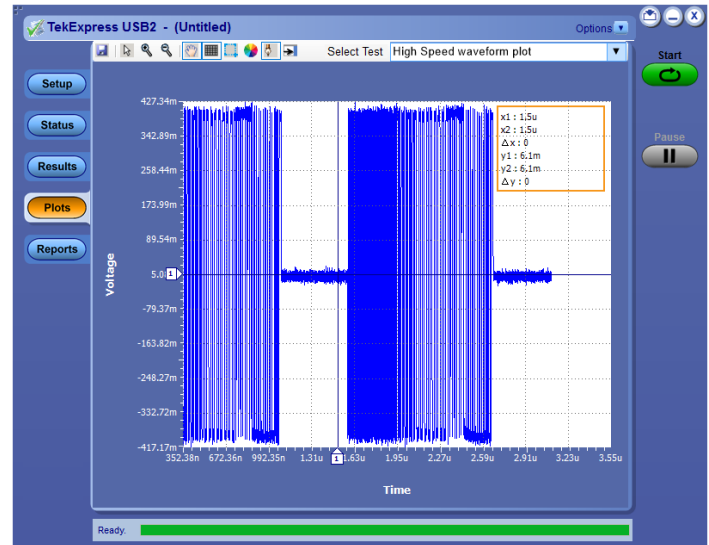 TekExpress USB2 - (Untitled)
Options
Select Test High Speed waveform plot
Start
Pause
Setup
Status
Results
Plots
Reports
Voltage
427.34m
342.89m
258.44m
173.99m
89.54m
1
-79.37m
-163.82m
-248.27m
-332.72m
-417.17m
x1 : 1.5u
x2 : 1.5u
Δx : 0
y1 : 6.1m
y2 : 6.1m
Δy : 0
352.38n 672.36n 992.35n 1.31u 1 1.63u 1.95u 2.27u 2.59u 2.91u 3.23u 3.55u
Time
Ready.